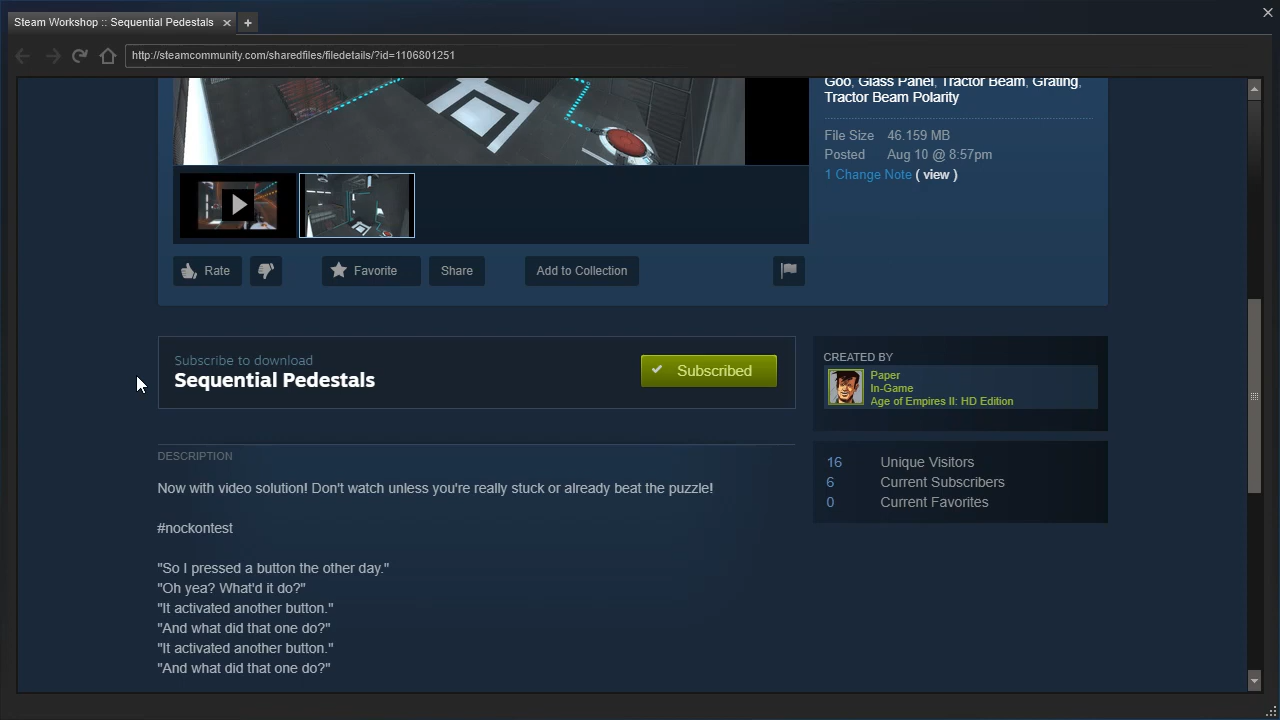 Steam Workshop :: Sequential Pedestals
http://steamcommunity.com/sharedfiles/filedetails/?id=1106801251
Goo, Glass Panel, Tractor Beam, Grating,
Tractor Beam Polarity
File Size 46.159 MB
Posted Aug 10 @ 8:57pm
1 Change Note ( view )
Rate
Favorite
Share
Add to Collection
Subscribe to download
Sequential Pedestals
Subscribed
CREATED BY
Paper
In-Game
Age of Empires II: HD Edition
16 Unique Visitors
6 Current Subscribers
0 Current Favorites
DESCRIPTION
Now with video solution! Don't watch unless you're really stuck or already beat the puzzle!
#nockontest
"So I pressed a button the other day."
"Oh yea? What'd it do?"
"It activated another button."
"And what did that one do?"
"It activated another button."
"And what did that one do?"